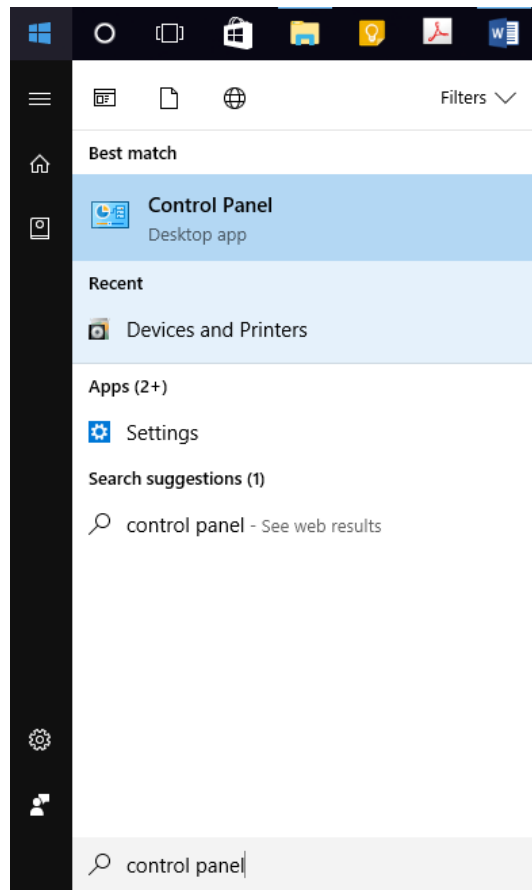 Filters
Best match
Control Panel
Desktop app
Recent
Devices and Printers
Apps (2+)
Settings
Search suggestions (1)
control panel - See web results
control panel